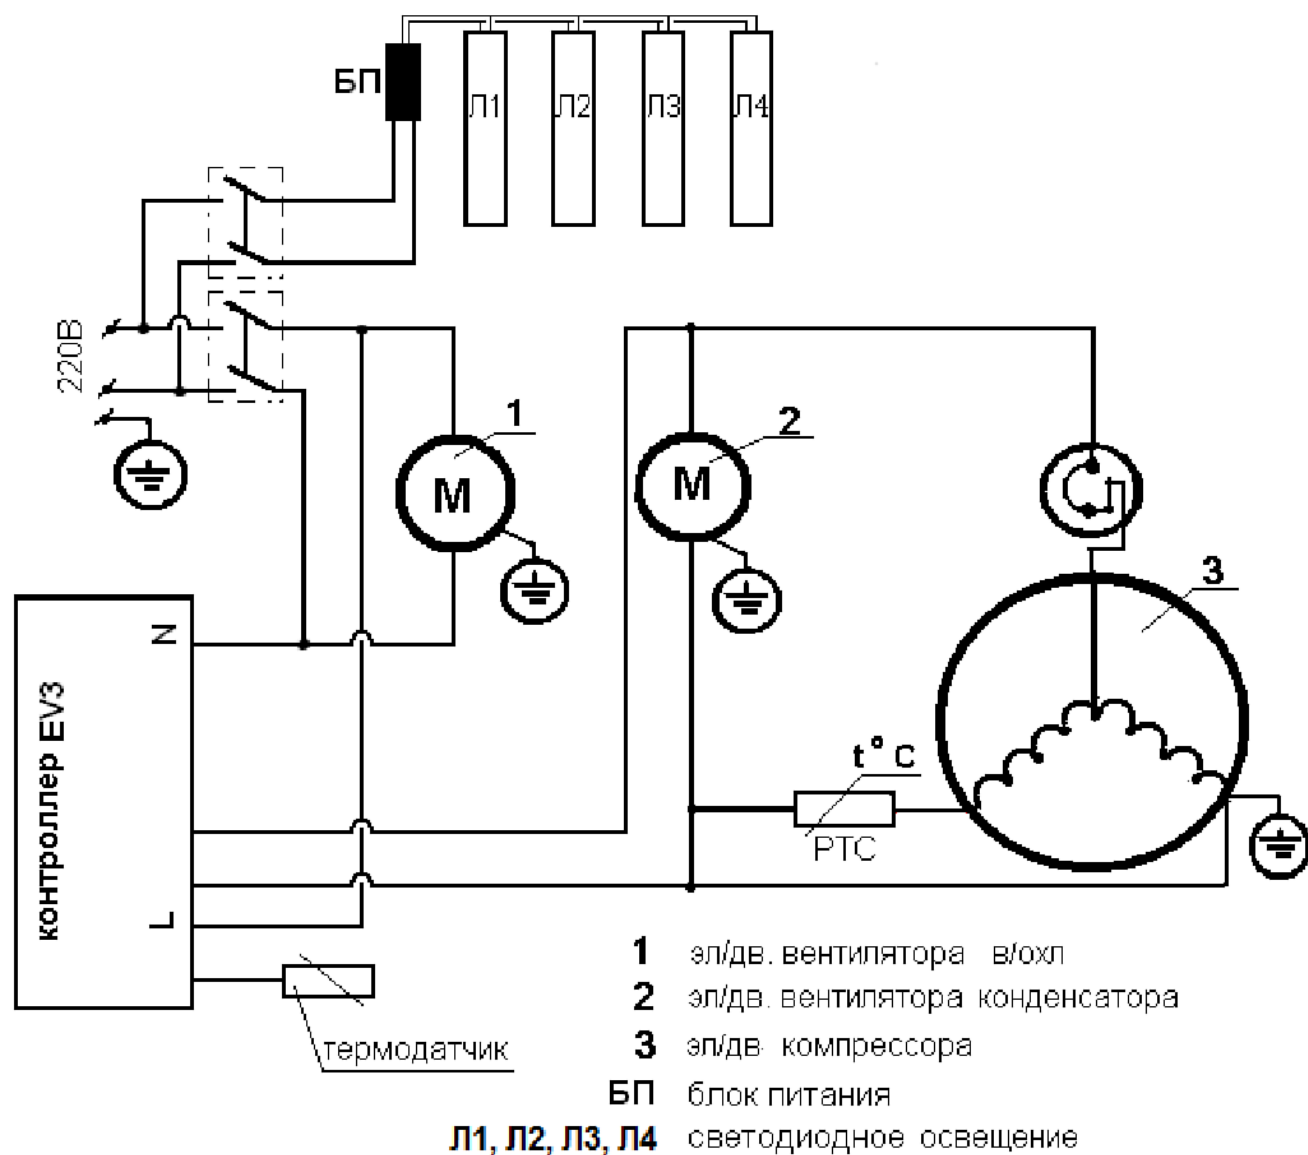 БП
Л1
Л2
Л3
Л4
220В
1
2
М
М
3
N
контроллер EV3
t° C
РТС
L
термодатчик
1 эл/дв. вентилятора в/охл
2 эл/дв. вентилятора конденсатора
3 эл/дв компрессора
БП блок питания
Л1, Л2, Л3, Л4 светодиодное освещение